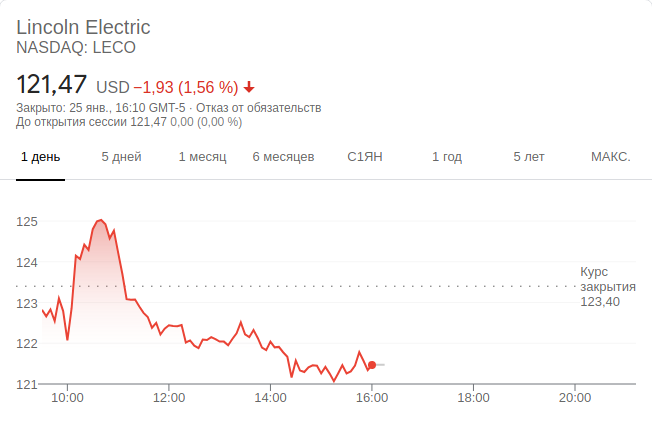 Lincoln Electric
NASDAQ: LECO
121,47 USD −1,93 (1,56 %)
Закрыто: 25 янв., 16:10 GMT-5 · Отказ от обязательств
До открытия сессии 121,47 0,00 (0,00 %)
1 день 5 дней 1 месяц 6 месяцев С1ЯН 1 год 5 лет МАКС.
125
124
Курс
закрытия
123,40
123
122
121
10:00 12:00 14:00 16:00 18:00 20:00